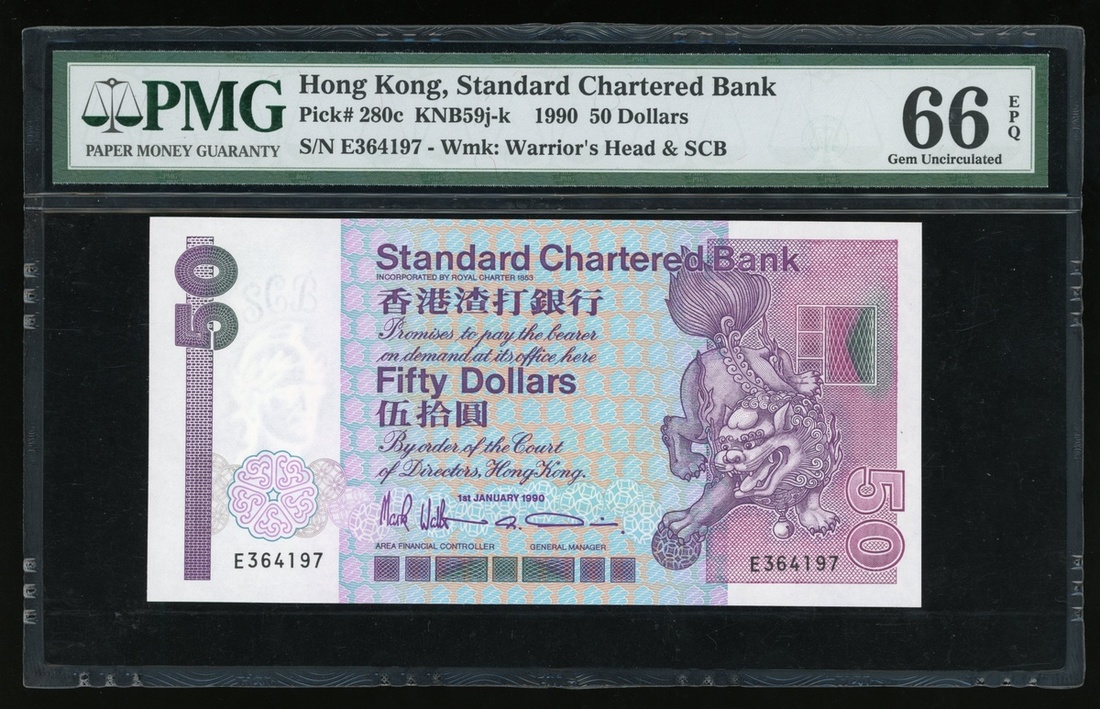 PMG
PAPER MONEY GUARANTY
Hong Kong, Standard Chartered Bank
Pick# 280c KNB59j-k 1990 50 Dollars
S/N E364197 - Wmk: Warrior's Head & SCB
66 EPQ
Gem Uncirculated
50
Standard Chartered Bank
INCORPORATED BY ROYAL CHARTER 1853
香港渣打銀行
Promises to pay the bearer
on demand at its office here
Fifty Dollars
伍拾圓
By order of the Court
of Directors, Hong Kong.
1st JANUARY 1990
AREA FINANCIAL CONTROLLER GENERAL MANAGER
E364197
E364197
50